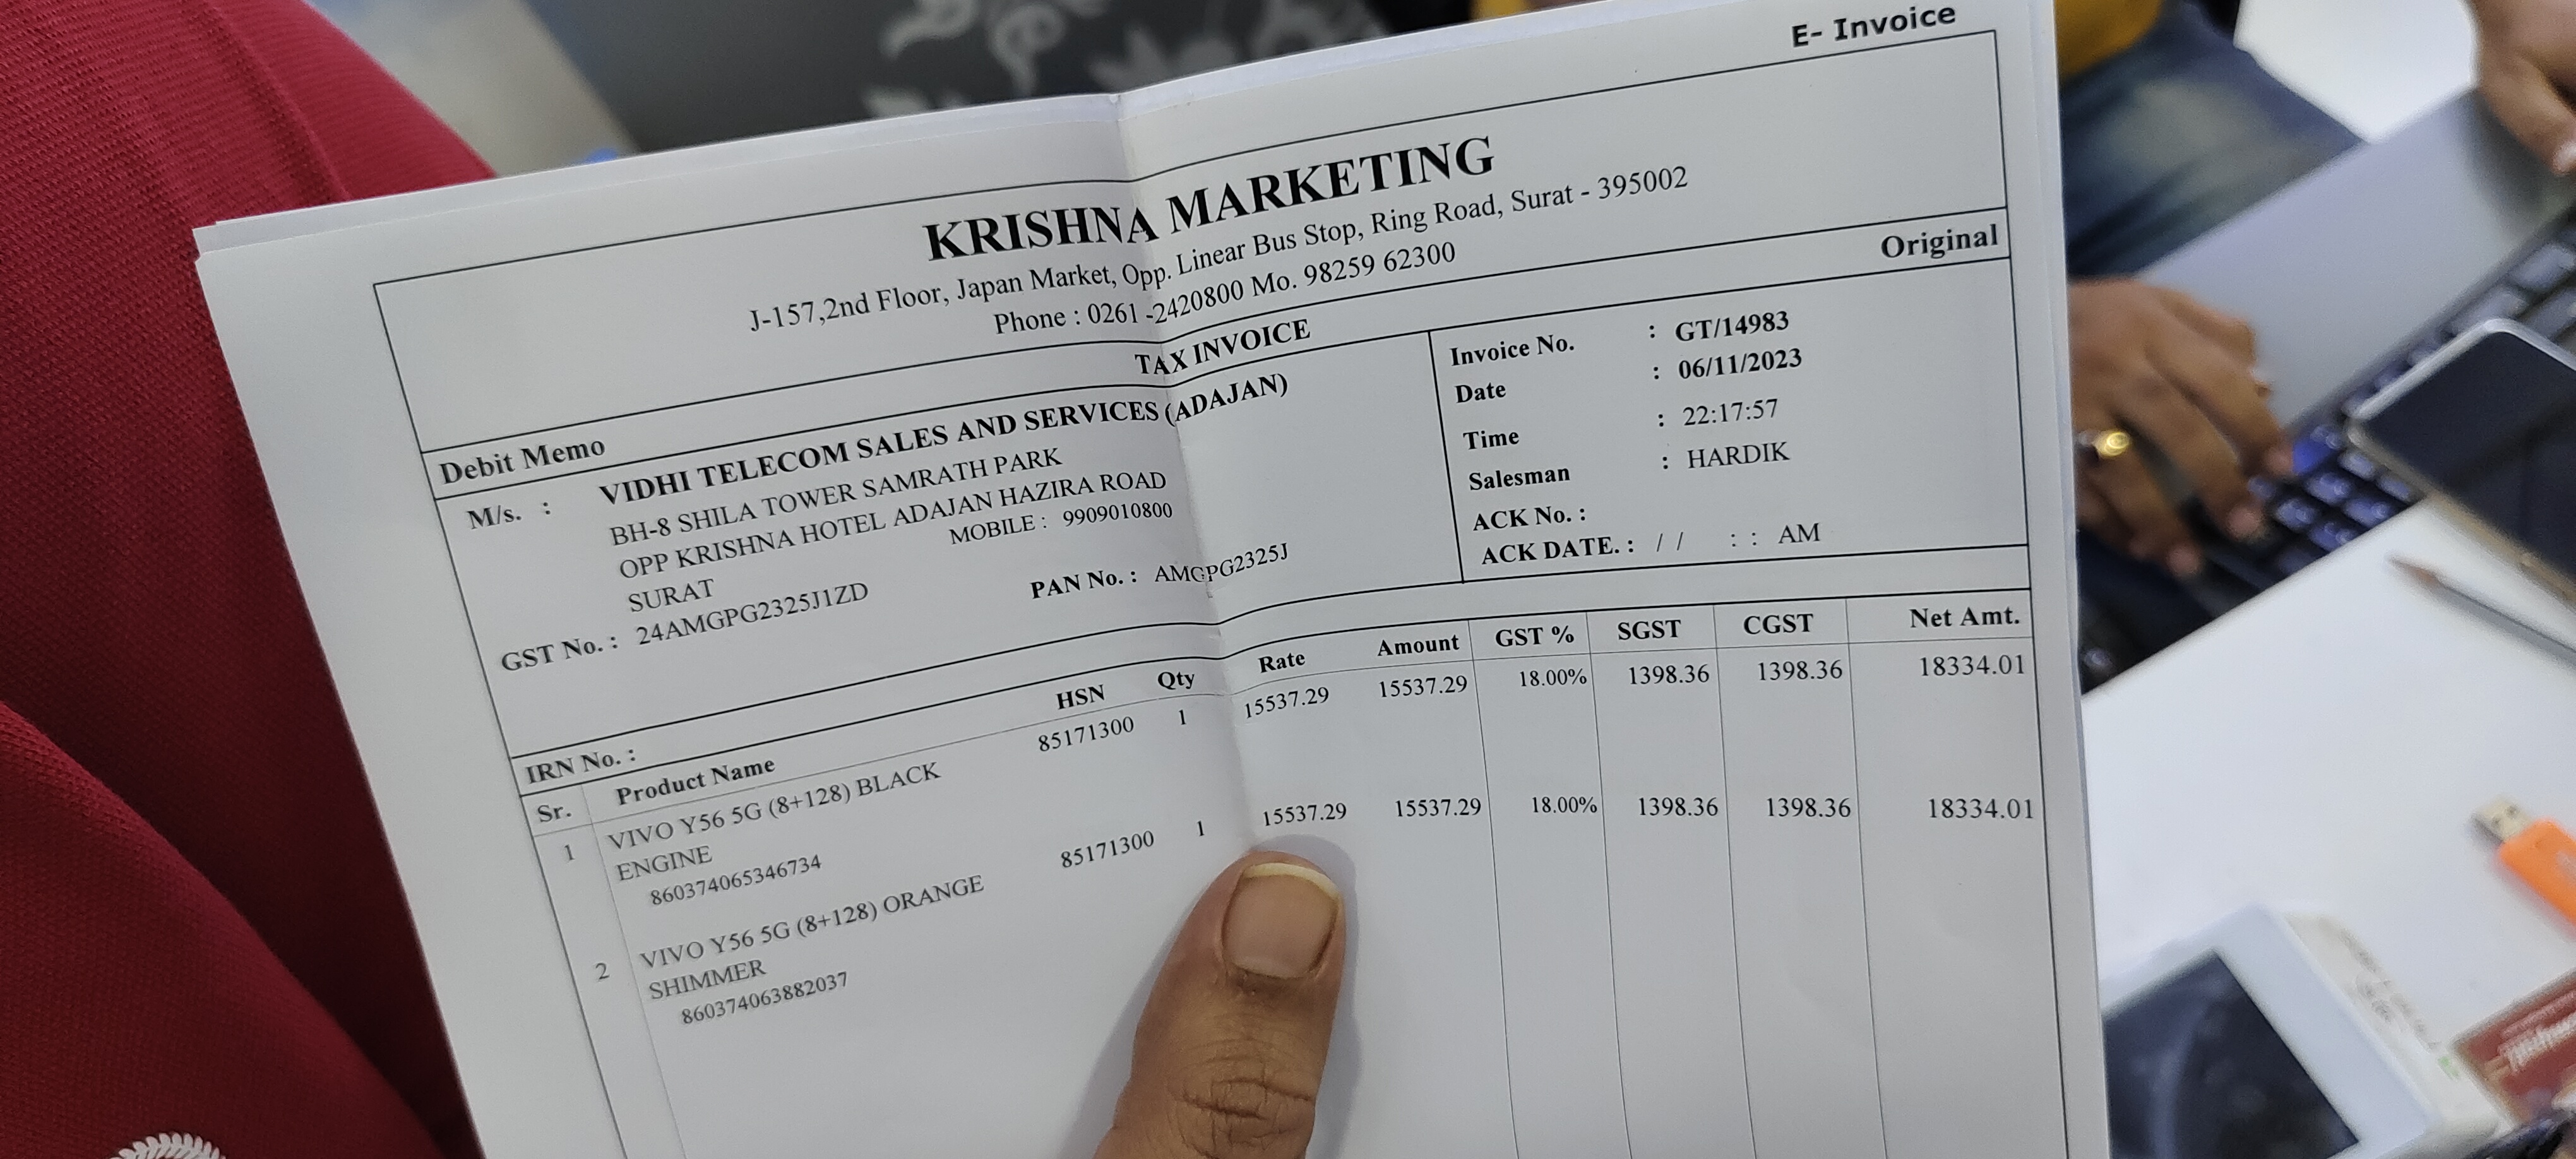 E- Invoice
KRISHNA MARKETING
J-157,2nd Floor, Japan Market, Opp. Linear Bus Stop, Ring Road, Surat - 395002
Phone : 0261 -2420800 Mo. 98259 62300
Debit Memo TAX INVOICE Original
M/s. : VIDHI TELECOM SALES AND SERVICES (ADAJAN)
BH-8 SHILA TOWER SAMRATH PARK
OPP KRISHNA HOTEL ADAJAN HAZIRA ROAD
SURAT MOBILE : 9909010800
GST No. : 24AMGPG2325J1ZD PAN No. : AMGPG2325J
Invoice No. : GT/14983
Date : 06/11/2023
Time : 22:17:57
Salesman : HARDIK
ACK No. :
ACK DATE. : / / : : AM
IRN No. :
Sr. Product Name HSN Qty Rate Amount GST % SGST CGST Net Amt.
1 VIVO Y56 5G (8+128) BLACK 85171300 1 15537.29 15537.29 18.00% 1398.36 1398.36 18334.01
ENGINE
860374065346734
2 VIVO Y56 5G (8+128) ORANGE 85171300 1 15537.29 15537.29 18.00% 1398.36 1398.36 18334.01
SHIMMER
860374063882037